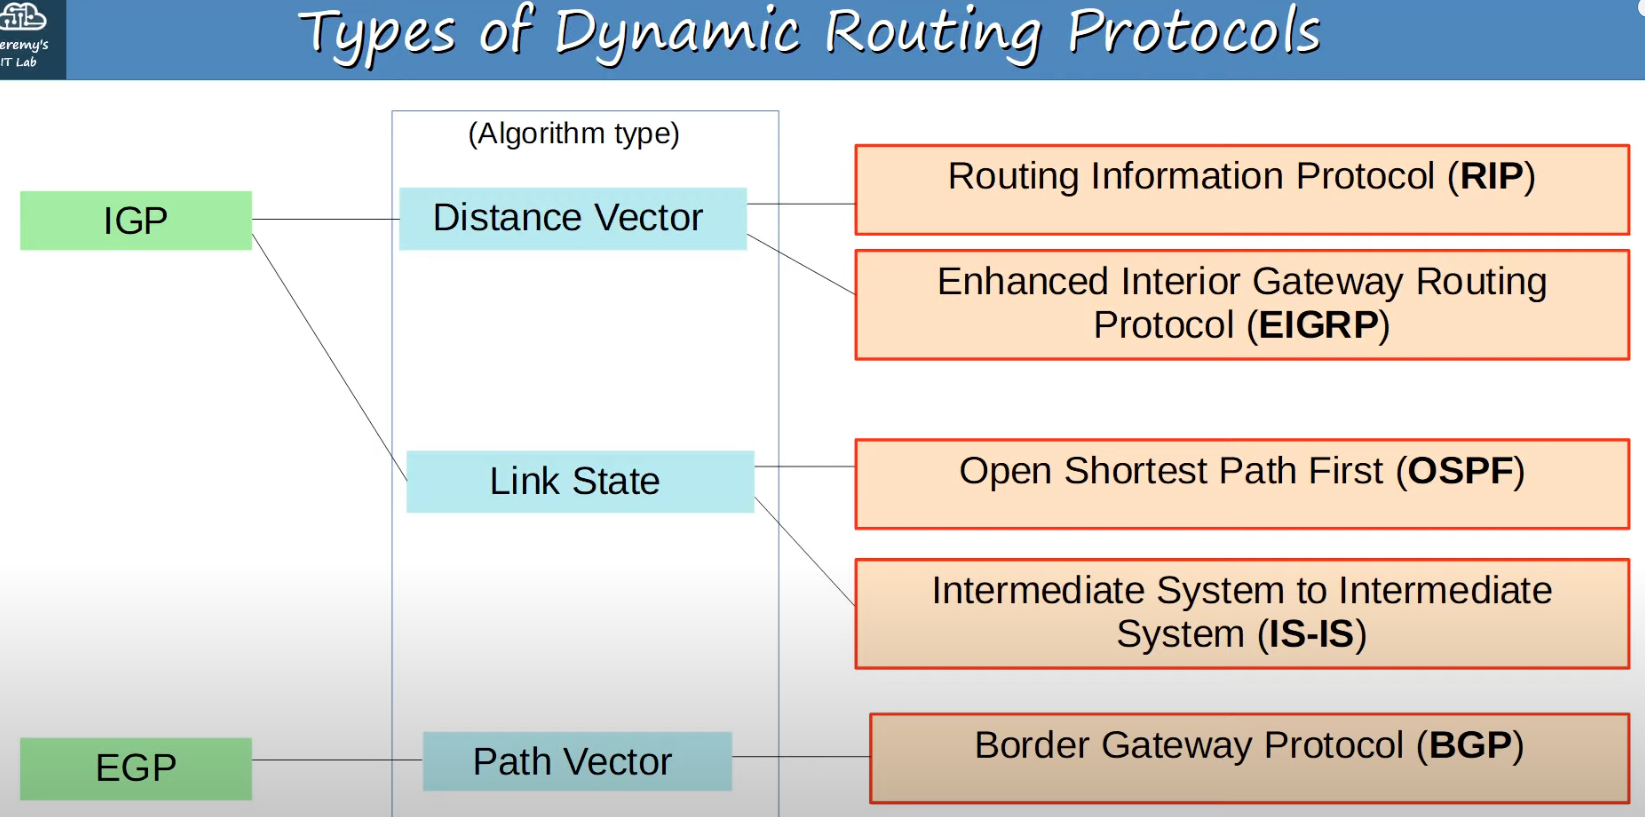 eremy's
IT Lab
Types of Dynamic Routing Protocols
(Algorithm type)
IGP
Distance Vector
Routing Information Protocol (RIP)
Enhanced Interior Gateway Routing
Protocol (EIGRP)
Link State
Open Shortest Path First (OSPF)
Intermediate System to Intermediate
System (IS-IS)
EGP
Path Vector
Border Gateway Protocol (BGP)